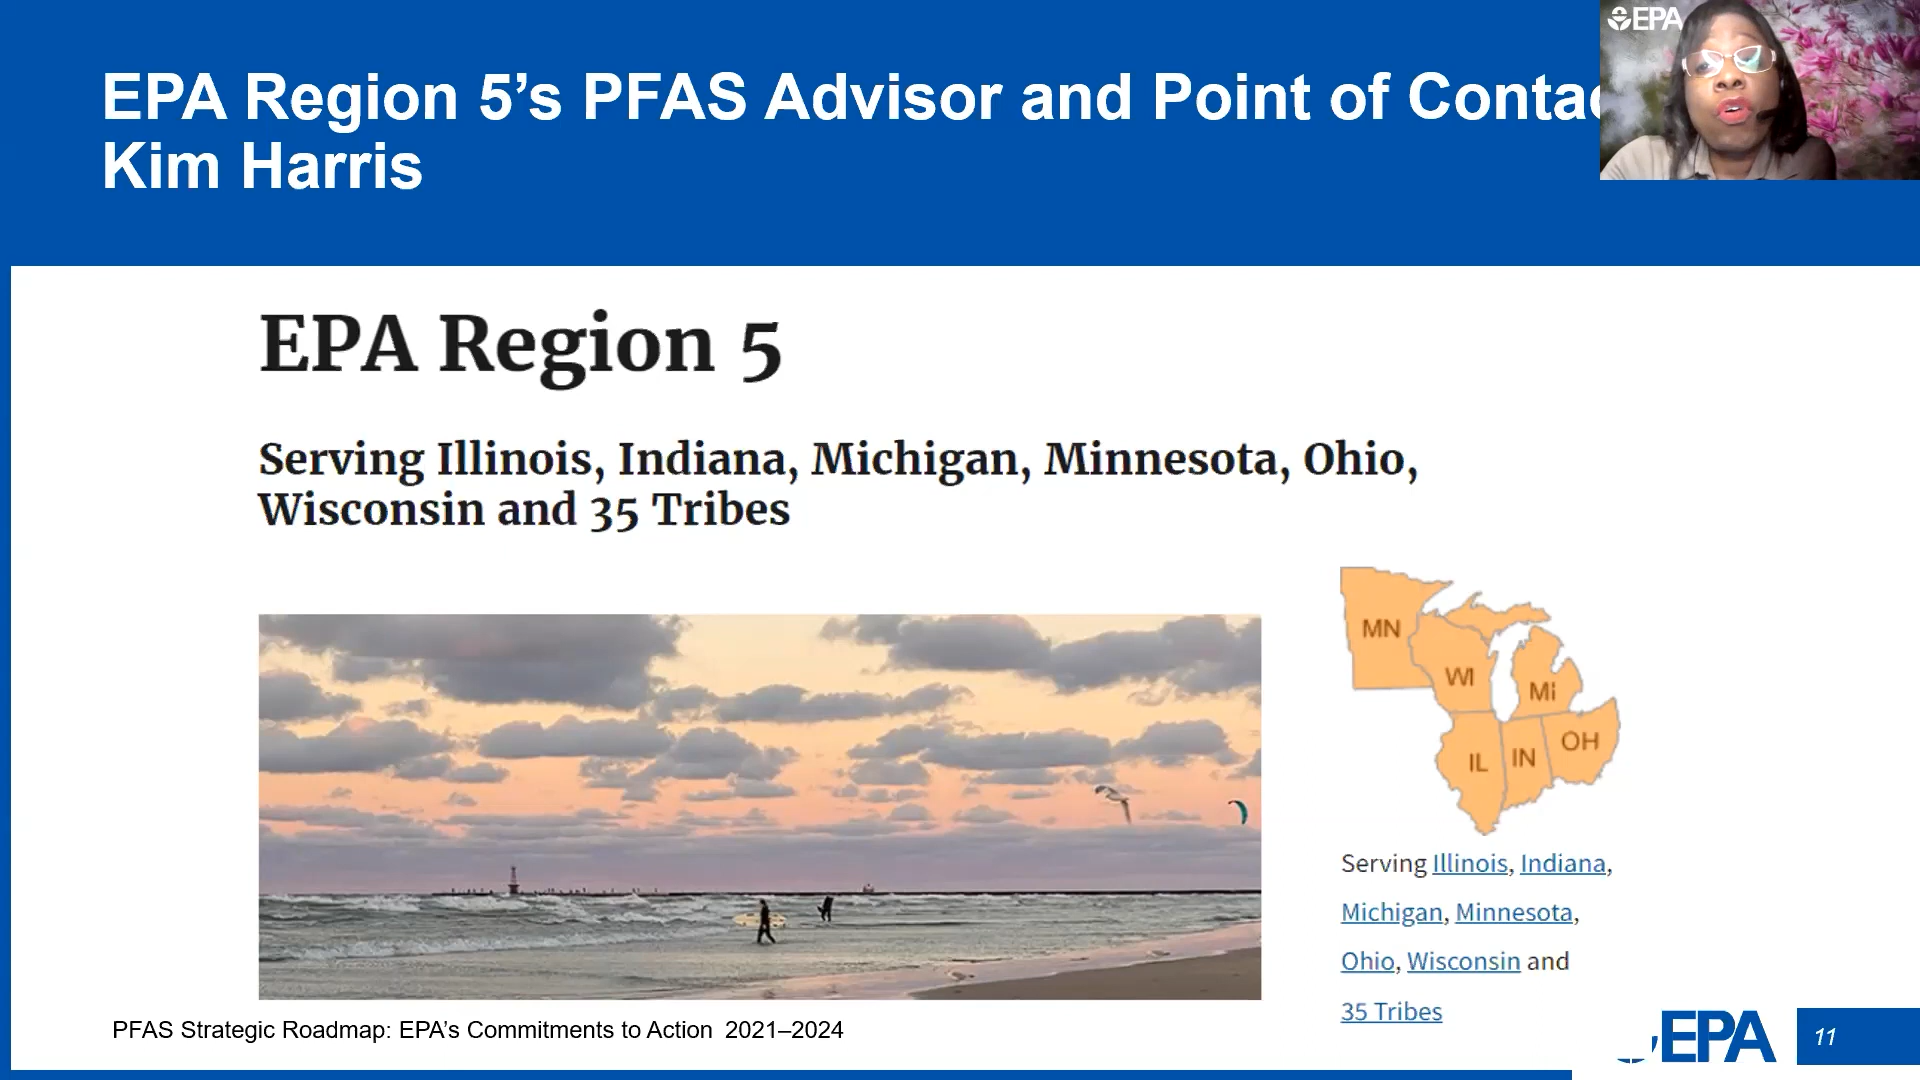 EPA Region 5’s PFAS Advisor and Point of
Kim Harris
EPA
EPA Region 5
Serving Illinois, Indiana, Michigan, Minnesota, Ohio,
Wisconsin and 35 Tribes
MN
WI
Mi
IL
IN
OH
Serving Illinois, Indiana,
Michigan, Minnesota,
Ohio, Wisconsin and
35 Tribes
PFAS Strategic Roadmap: EPA’s Commitments to Action 2021–2024
EPA
11